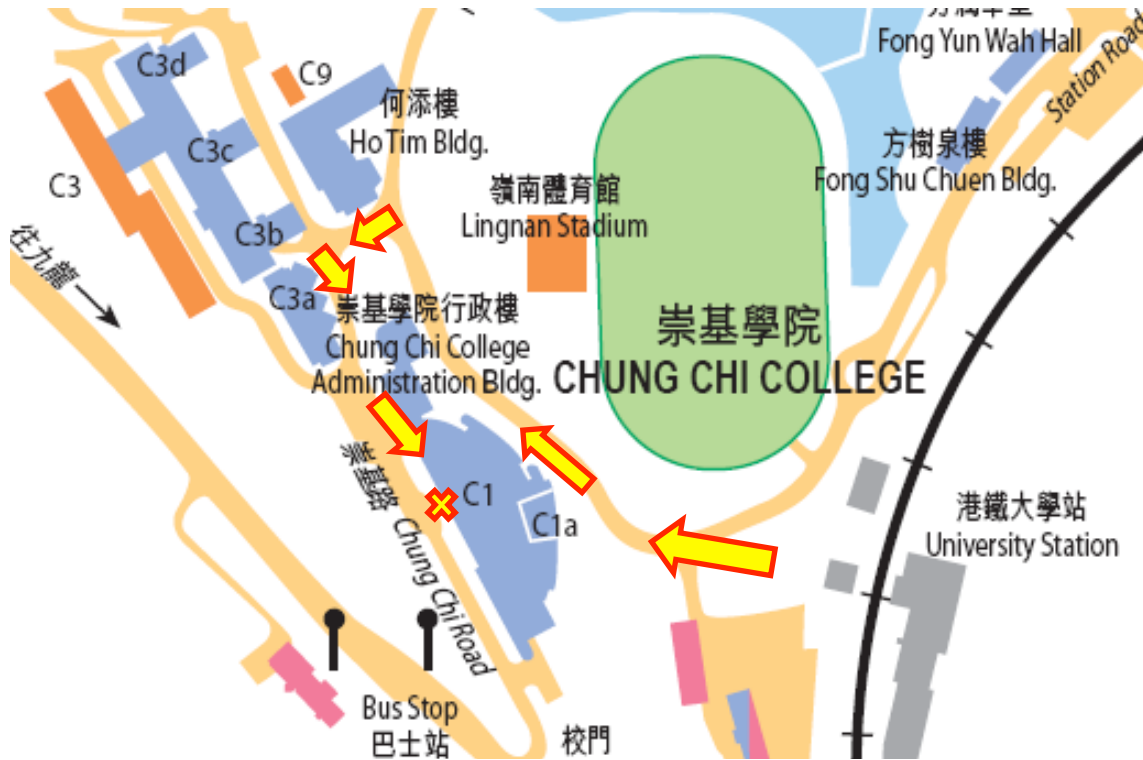 Fong Yun Wah Hall
Station Road
C3d
C9
何添樓
Ho Tim Bldg.
C3c
方樹泉樓
Fong Shu Chuen Bldg.
C3
嶺南體育館
Lingnan Stadium
C3b
往九龍
C3a
崇基學院行政樓
Chung Chi College
Administration Bldg.
崇基學院
CHUNG CHI COLLEGE
崇基路 Chung Chi Road
C1
C1a
港鐵大學站
University Station
Bus Stop
巴士站
校門